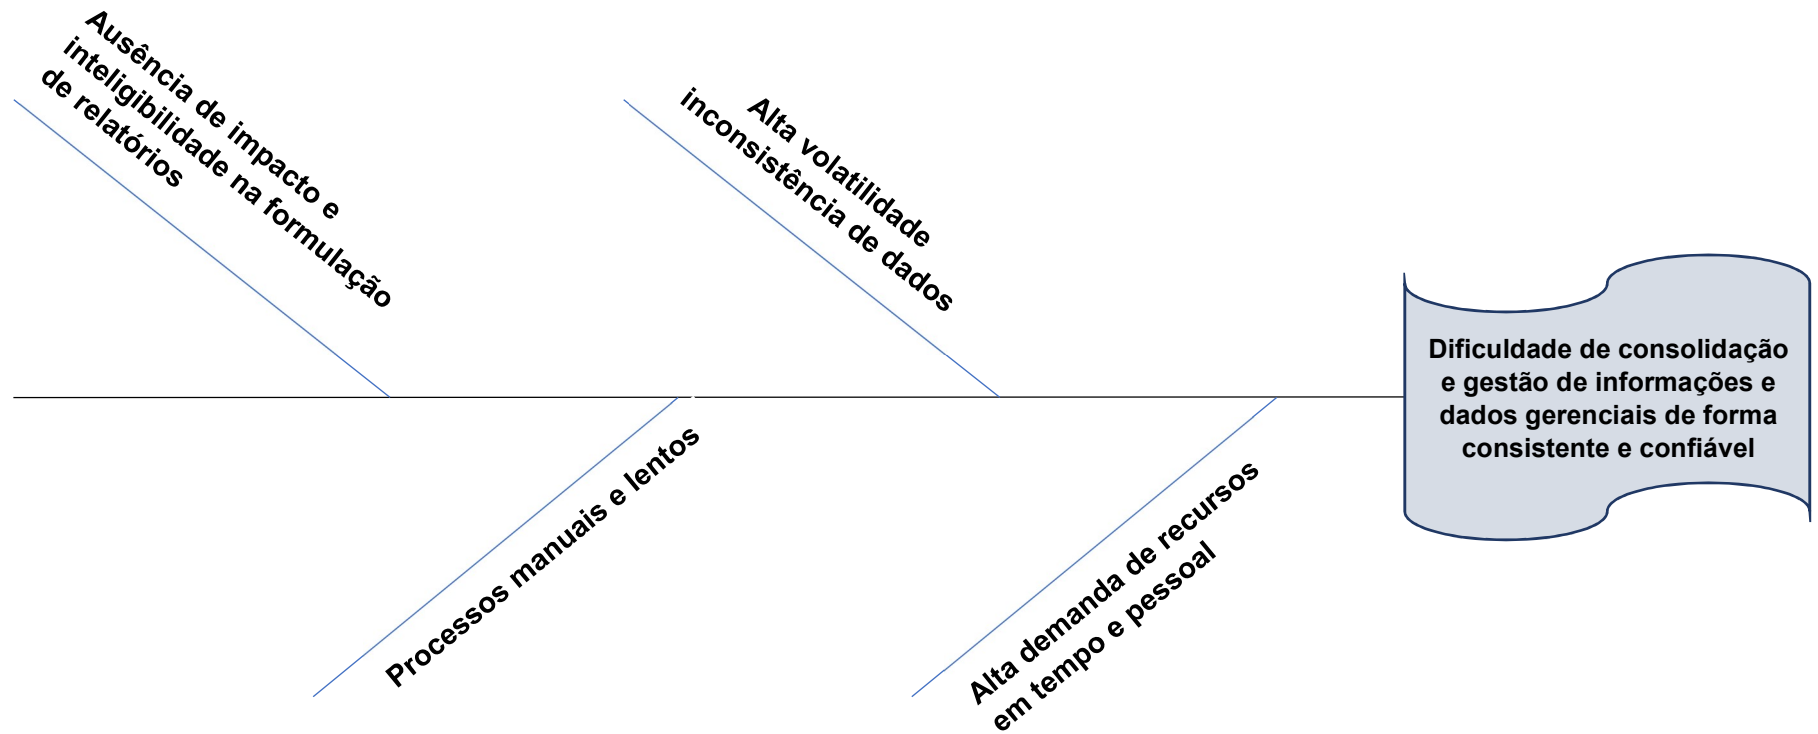 Ausência de impacto e
inteligibilidade na formulação
de relatórios
Alta volatilidade
inconsistência de dados
Dificuldade de consolidação
e gestão de informações e
dados gerenciais de forma
consistente e confiável
Processos manuais e lentos
Alta demanda de recursos
em tempo e pessoal